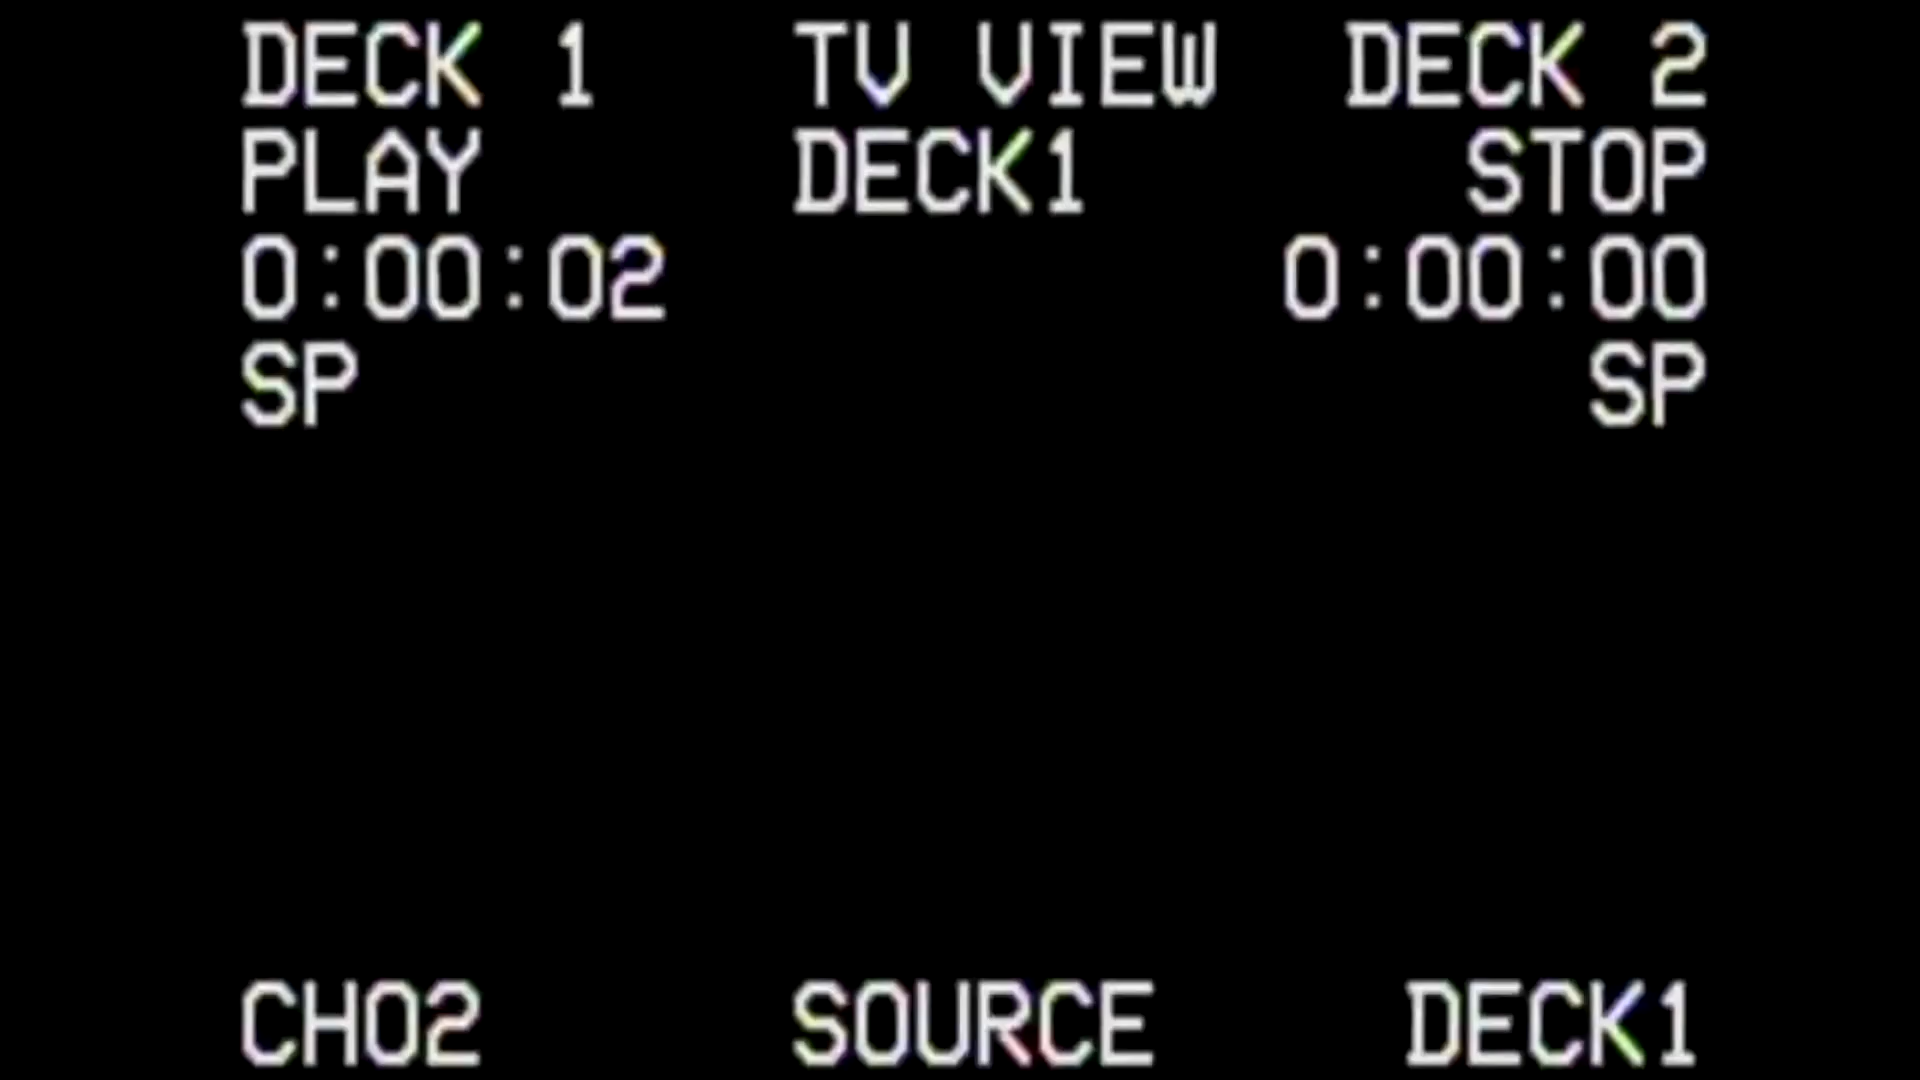 DECK 1 TV VIEW DECK 2
PLAY DECK1 STOP
0:00:02 0:00:00
SP SP
CH02 SOURCE DECK1